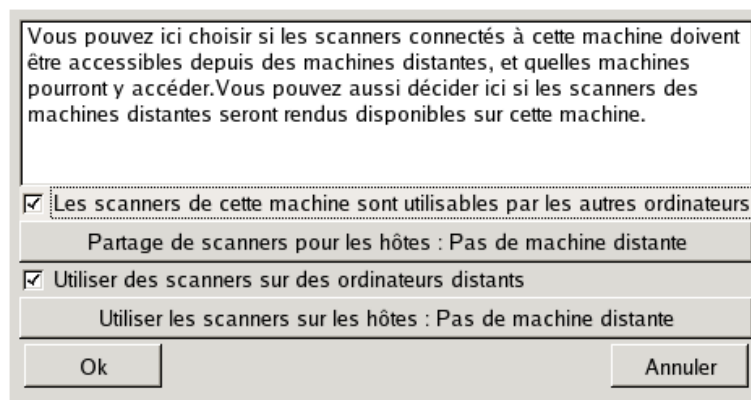 Vous pouvez ici choisir si les scanners connectés à cette machine doivent
être accessibles depuis des machines distantes, et quelles machines
pourront y accéder.Vous pouvez aussi décider ici si les scanners des
machines distantes seront rendus disponibles sur cette machine.
Les scanners de cette machine sont utilisables par les autres ordinateurs
Partage de scanners pour les hôtes : Pas de machine distante
Utiliser des scanners sur des ordinateurs distants
Utiliser les scanners sur les hôtes : Pas de machine distante
Ok
Annuler